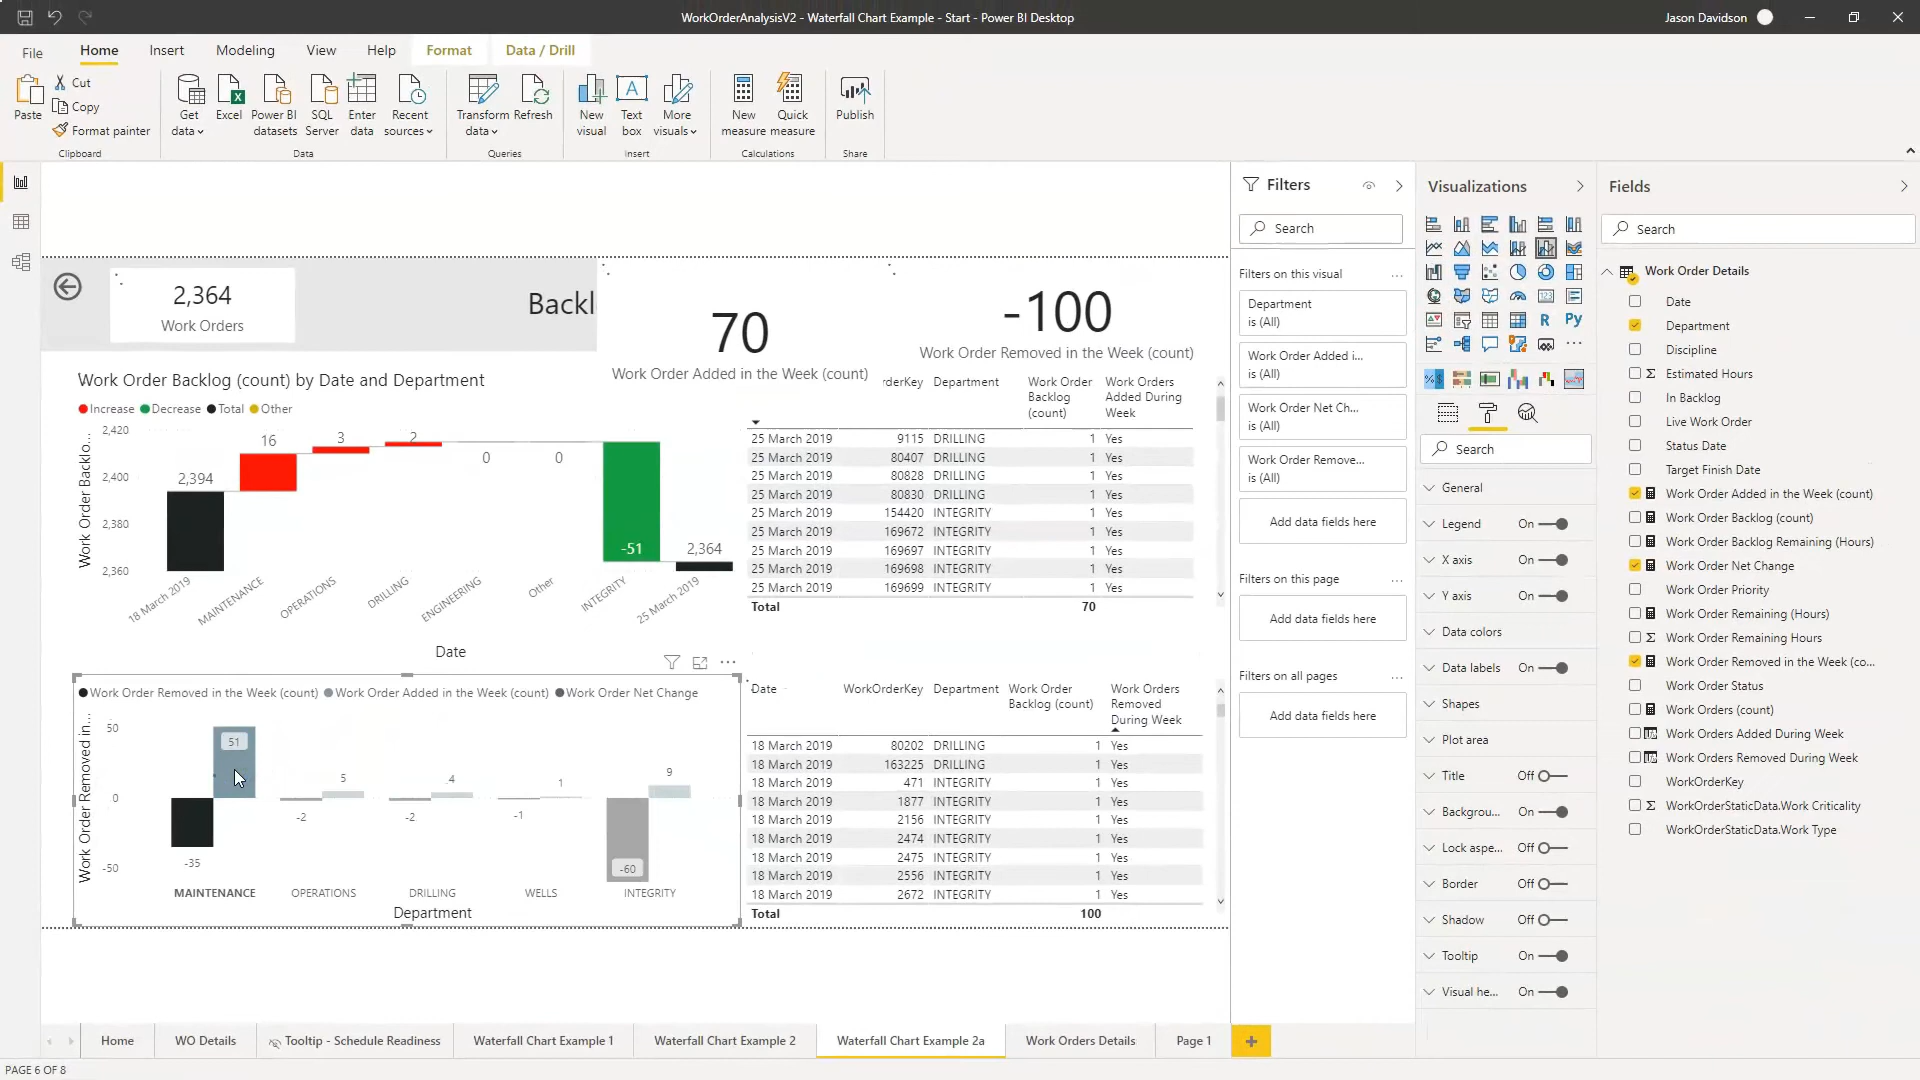 WorkOrderAnalysisV2 - Waterfall Chart Example - Start - Power BI Desktop
Jason Davidson
File Home Insert Modeling View Help Format Data / Drill
Paste
Cut
Copy
Format painter
Clipboard
Get data
Excel
Power BI datasets
SQL Server
Enter data
Recent sources
Data
Transform data
Refresh
Queries
New visual
Text box
More visuals
Insert
New measure
Quick measure
Calculations
Publish
Share
2,364
Work Orders
Backl
70
Work Order Added in the Week (count)
-100
Work Order Removed in the Week (count)
Work Order Backlog (count) by Date and Department
Increase Decrease Total Other
Work Order Backlo...
2,420
2,400
2,380
2,360
2,394
16
3
2
0
0
-51
2,364
18 March 2019
MAINTENANCE
OPERATIONS
DRILLING
ENGINEERING
Other
INTEGRITY
25 March 2019
Date
rderKey Department Work Order Backlog (count) Work Orders Added During Week
25 March 2019 9115 DRILLING 1 Yes
25 March 2019 80407 DRILLING 1 Yes
25 March 2019 80828 DRILLING 1 Yes
25 March 2019 80830 DRILLING 1 Yes
25 March 2019 154420 INTEGRITY 1 Yes
25 March 2019 169672 INTEGRITY 1 Yes
25 March 2019 169697 INTEGRITY 1 Yes
25 March 2019 169698 INTEGRITY 1 Yes
25 March 2019 169699 INTEGRITY 1 Yes
Total 70
Work Order Removed in the Week (count) Work Order Added in the Week (count) Work Order Net Change
Work Order Removed in...
50
0
-50
51
-35
5
-2
4
-2
1
-1
9
-60
MAINTENANCE OPERATIONS DRILLING WELLS INTEGRITY
Department
Date WorkOrderKey Department Work Order Backlog (count) Work Orders Removed During Week
18 March 2019 80202 DRILLING 1 Yes
18 March 2019 163225 DRILLING 1 Yes
18 March 2019 471 INTEGRITY 1 Yes
18 March 2019 1877 INTEGRITY 1 Yes
18 March 2019 2156 INTEGRITY 1 Yes
18 March 2019 2474 INTEGRITY 1 Yes
18 March 2019 2475 INTEGRITY 1 Yes
18 March 2019 2556 INTEGRITY 1 Yes
18 March 2019 2672 INTEGRITY 1 Yes
Total 100
Filters
Search
Filters on this visual ...
Department
is (All)
Work Order Added i...
is (All)
Work Order Net Ch...
is (All)
Work Order Remove...
is (All)
Add data fields here
Filters on this page ...
Add data fields here
Filters on all pages ...
Add data fields here
Visualizations
R Py
Search
General
Legend On
X axis On
Y axis On
Data colors
Data labels On
Shapes
Plot area
Title Off
Backgrou... On
Lock aspe... Off
Border Off
Shadow Off
Tooltip On
Visual he... On
Fields
Search
Work Order Details
Date
Department
Discipline
Estimated Hours
In Backlog
Live Work Order
Status Date
Target Finish Date
Work Order Added in the Week (count)
Work Order Backlog (count)
Work Order Backlog Remaining (Hours)
Work Order Net Change
Work Order Priority
Work Order Remaining (Hours)
Work Order Remaining Hours
Work Order Removed in the Week (co...
Work Order Status
Work Orders (count)
Work Orders Added During Week
Work Orders Removed During Week
WorkOrderKey
WorkOrderStaticData.Work Criticality
WorkOrderStaticData.Work Type
Home WO Details Tooltip - Schedule Readiness Waterfall Chart Example 1 Waterfall Chart Example 2 Waterfall Chart Example 2a Work Orders Details Page 1 +
PAGE 6 OF 8